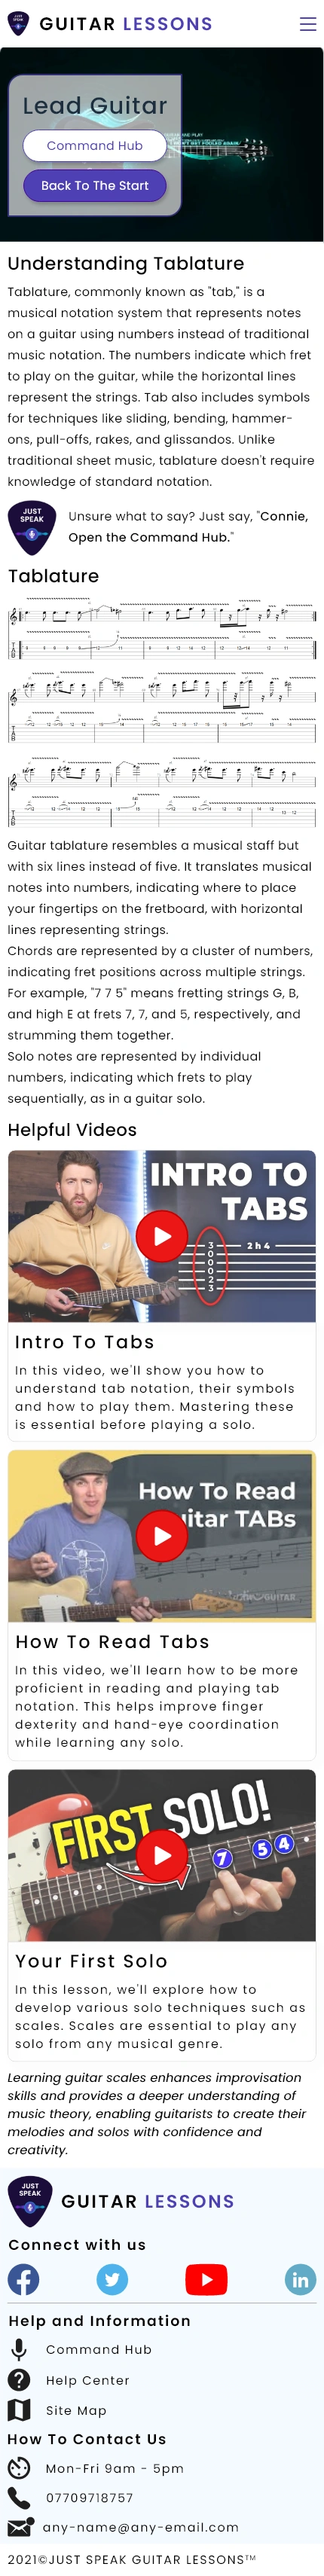 JUST SPEAK
GUITAR LESSONS
Lead Guitar
Command Hub
Back To The Start
Understanding Tablature
Tablature, commonly known as "tab," is a
musical notation system that represents notes
on a guitar using numbers instead of traditional
music notation. The numbers indicate which fret
to play on the guitar, while the horizontal lines
represent the strings. Tab also includes symbols
for techniques like sliding, bending, hammer-
ons, pull-offs, rakes, and glissandos. Unlike
traditional sheet music, tablature doesn't require
knowledge of standard notation.
JUST
SPEAK
Unsure what to say? Just say, "Connie,
Open the Command Hub."
Tablature
Guitar tablature resembles a musical staff but
with six lines instead of five. It translates musical
notes into numbers, indicating where to place
your fingertips on the fretboard, with horizontal
lines representing strings.
Chords are represented by a cluster of numbers,
indicating fret positions across multiple strings.
For example, "7 7 5" means fretting strings G, B,
and high E at frets 7, 7, and 5, respectively, and
strumming them together.
Solo notes are represented by individual
numbers, indicating which frets to play
sequentially, as in a guitar solo.
Helpful Videos
INTRO TO
TABS
3 2h4
0
0
0
2
3
Intro To Tabs
In this video, we'll show you how to
understand tab notation, their symbols
and how to play them. Mastering these
is essential before playing a solo.
How To Read
uitar TABs
How To Read Tabs
In this video, we'll learn how to be more
proficient in reading and playing tab
notation. This helps improve finger
dexterity and hand-eye coordination
while learning any solo.
FIRST SOLO!
7 5 4
Your First Solo
In this lesson, we'll explore how to
develop various solo techniques such as
scales. Scales are essential to play any
solo from any musical genre.
Learning guitar scales enhances improvisation
skills and provides a deeper understanding of
music theory, enabling guitarists to create their
melodies and solos with confidence and
creativity.
JUST
SPEAK
GUITAR LESSONS
Connect with us
Help and Information
Command Hub
Help Center
Site Map
How To Contact Us
Mon-Fri 9am - 5pm
07709718757
any-name@any-email.com
2021©JUST SPEAK GUITAR LESSONS™